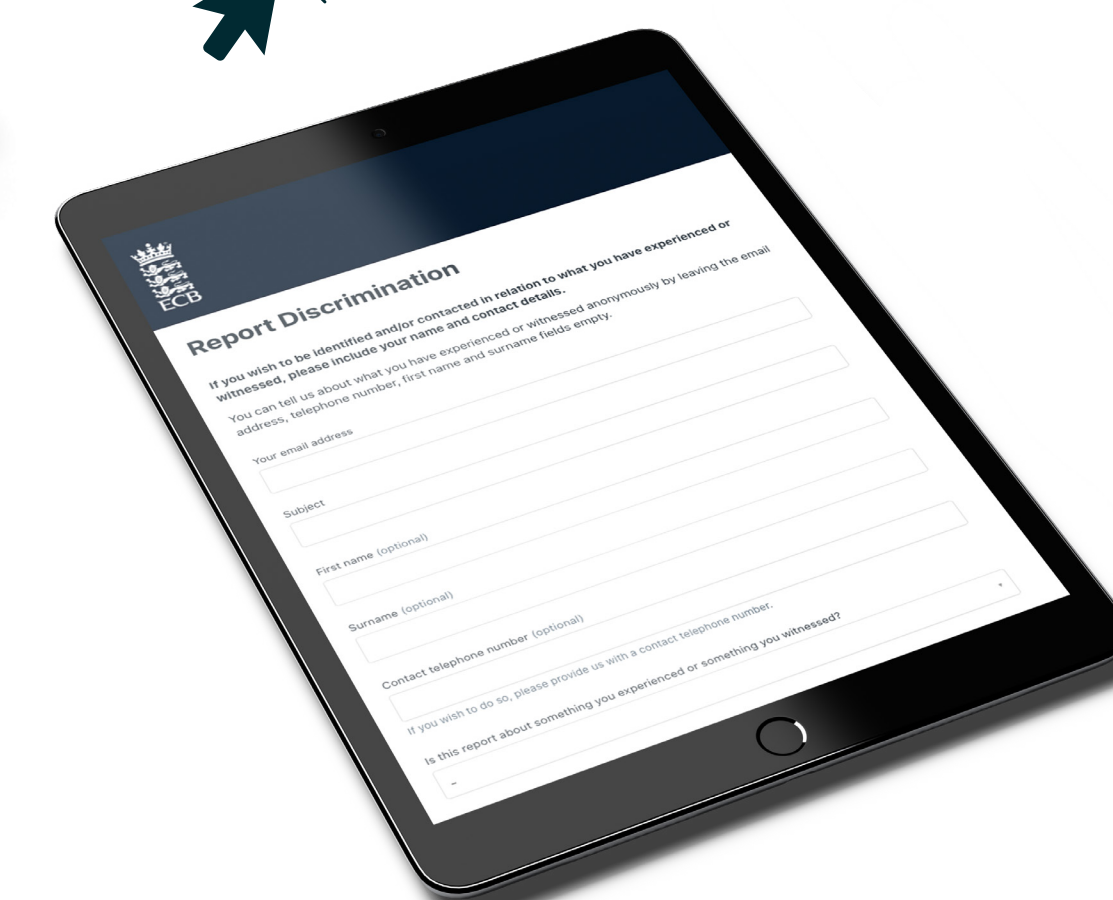 ECB
Report Discrimination
If you wish to be identified and/or contacted in relation to what you have experienced or
witnessed, please include your name and contact details.
You can tell us about what you have experienced or witnessed anonymously by leaving the email
address, telephone number, first name and surname fields empty.
Your email address
Subject
First name (optional)
Surname (optional)
Contact telephone number (optional)
If you wish to do so, please provide us with a contact telephone number.
Is this report about something you experienced or something you witnessed?
-